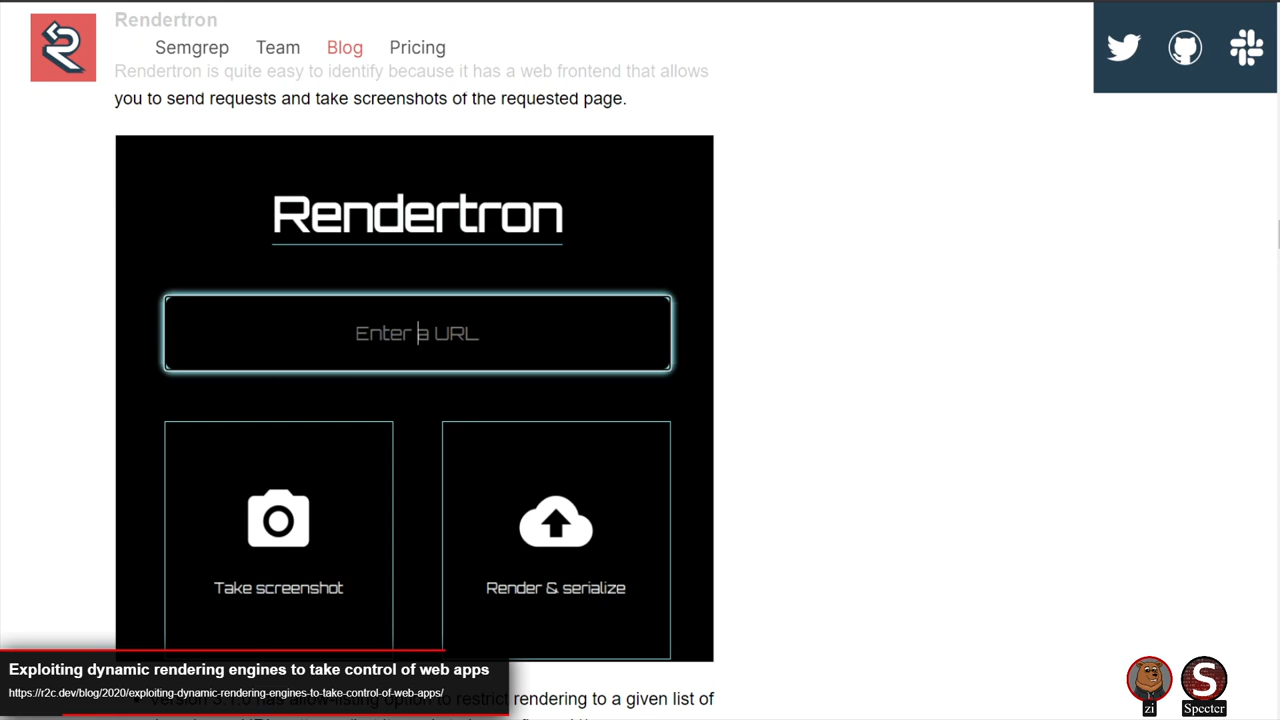 Rendertron
Semgrep Team Blog Pricing
Rendertron is quite easy to identify because it has a web frontend that allows
you to send requests and take screenshots of the requested page.
Rendertron
Enter a URL
Take screenshot
Render & serialize
Exploiting dynamic rendering engines to take control of web apps
https://r2c.dev/blog/2020/exploiting-dynamic-rendering-engines-to-take-control-of-web-apps/
to restrict rendering to a given list of
zi
Specter